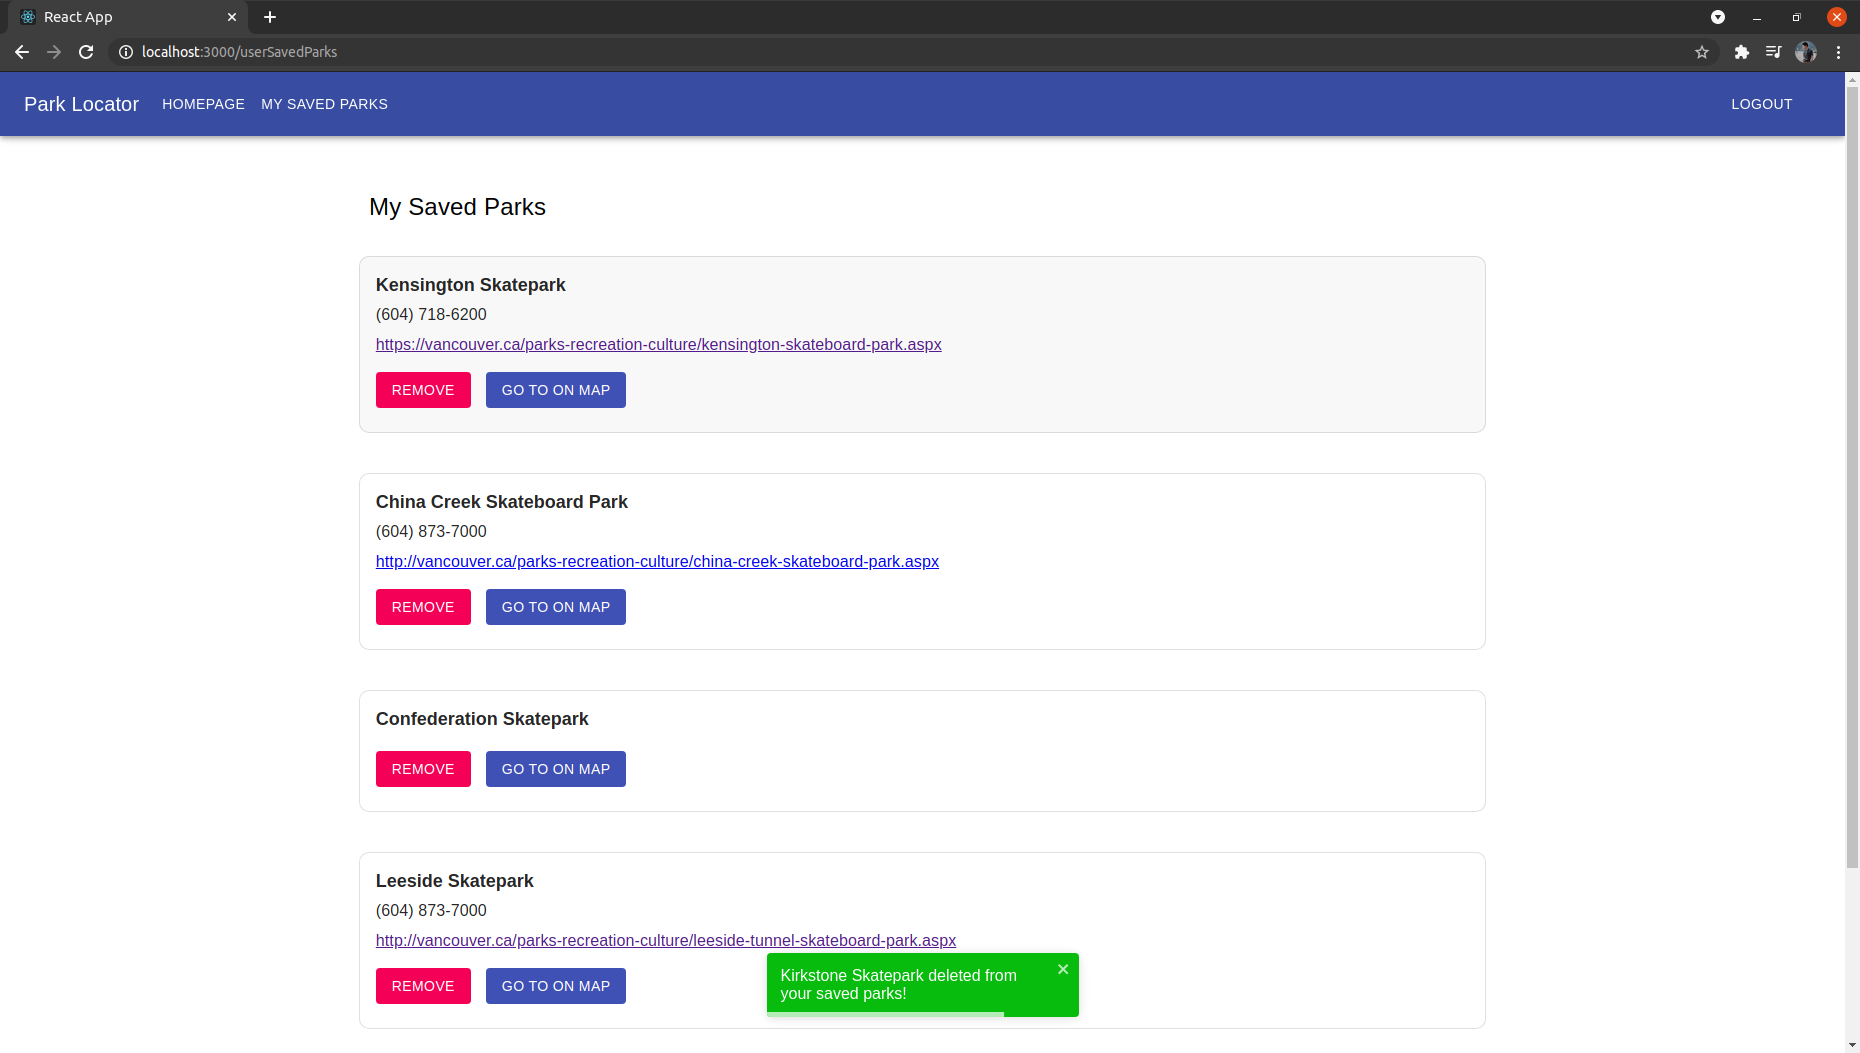 React App
localhost:3000/userSavedParks
Park Locator HOMEPAGE MY SAVED PARKS LOGOUT
My Saved Parks
Kensington Skatepark
(604) 718-6200
https://vancouver.ca/parks-recreation-culture/kensington-skateboard-park.aspx
REMOVE GO TO ON MAP
China Creek Skateboard Park
(604) 873-7000
http://vancouver.ca/parks-recreation-culture/china-creek-skateboard-park.aspx
REMOVE GO TO ON MAP
Confederation Skatepark
REMOVE GO TO ON MAP
Leeside Skatepark
(604) 873-7000
http://vancouver.ca/parks-recreation-culture/leeside-tunnel-skateboard-park.aspx
REMOVE GO TO ON MAP
Kirkstone Skatepark deleted from
your saved parks!